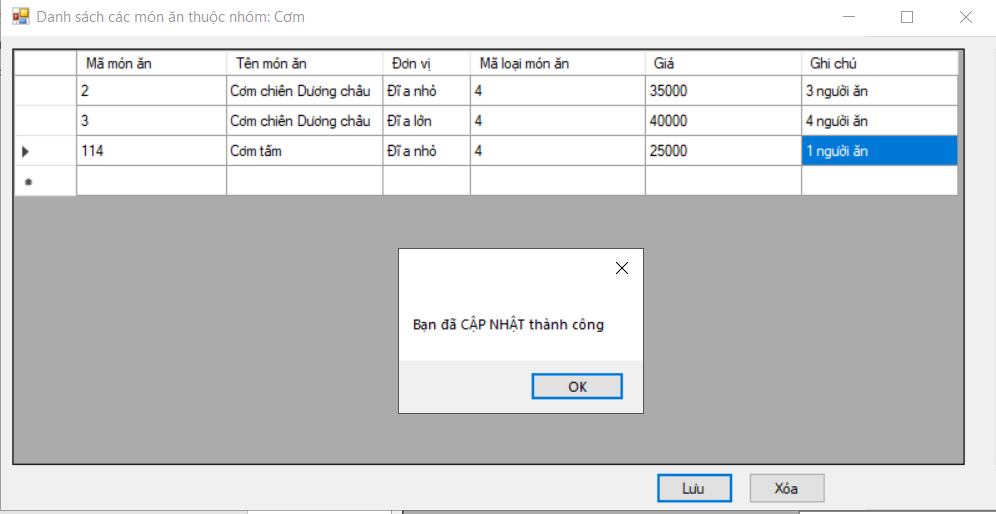 Danh sách các món ăn thuộc nhóm: Cơm
Mã món ăn Tên món ăn Đơn vị Mã loại món ăn Giá Ghi chú
2 Cơm chiên Dương châu Đĩa nhỏ 4 35000 3 người ăn
3 Cơm chiên Dương châu Đĩa lớn 4 40000 4 người ăn
114 Cơm tấm Đĩa nhỏ 4 25000 1 người ăn
Bạn đã CẬP NHẬT thành công
OK
Lưu Xóa